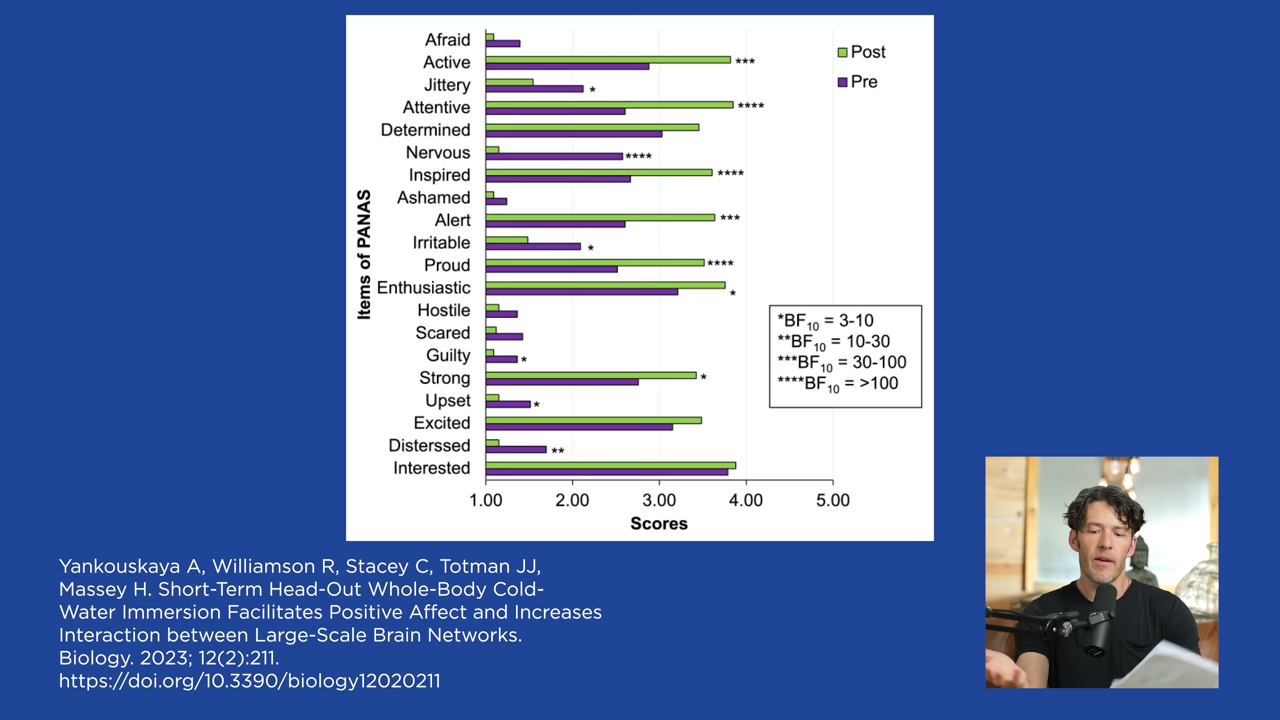 Afraid
Active ***
Jittery *
Attentive ****
Determined
Nervous ****
Inspired ****
Ashamed
Alert ***
Irritable *
Proud ****
Enthusiastic *
Hostile
Scared
Guilty *
Strong *
Upset *
Excited
Disterssed **
Interested
Items of PANAS
1.00 2.00 3.00 4.00 5.00
Scores
Post
Pre
*BF10 = 3-10
**BF10 = 10-30
***BF10 = 30-100
****BF10 = >100
Yankouskaya A, Williamson R, Stacey C, Totman JJ,
Massey H. Short-Term Head-Out Whole-Body Cold-
Water Immersion Facilitates Positive Affect and Increases
Interaction between Large-Scale Brain Networks.
Biology. 2023; 12(2):211.
https://doi.org/10.3390/biology12020211